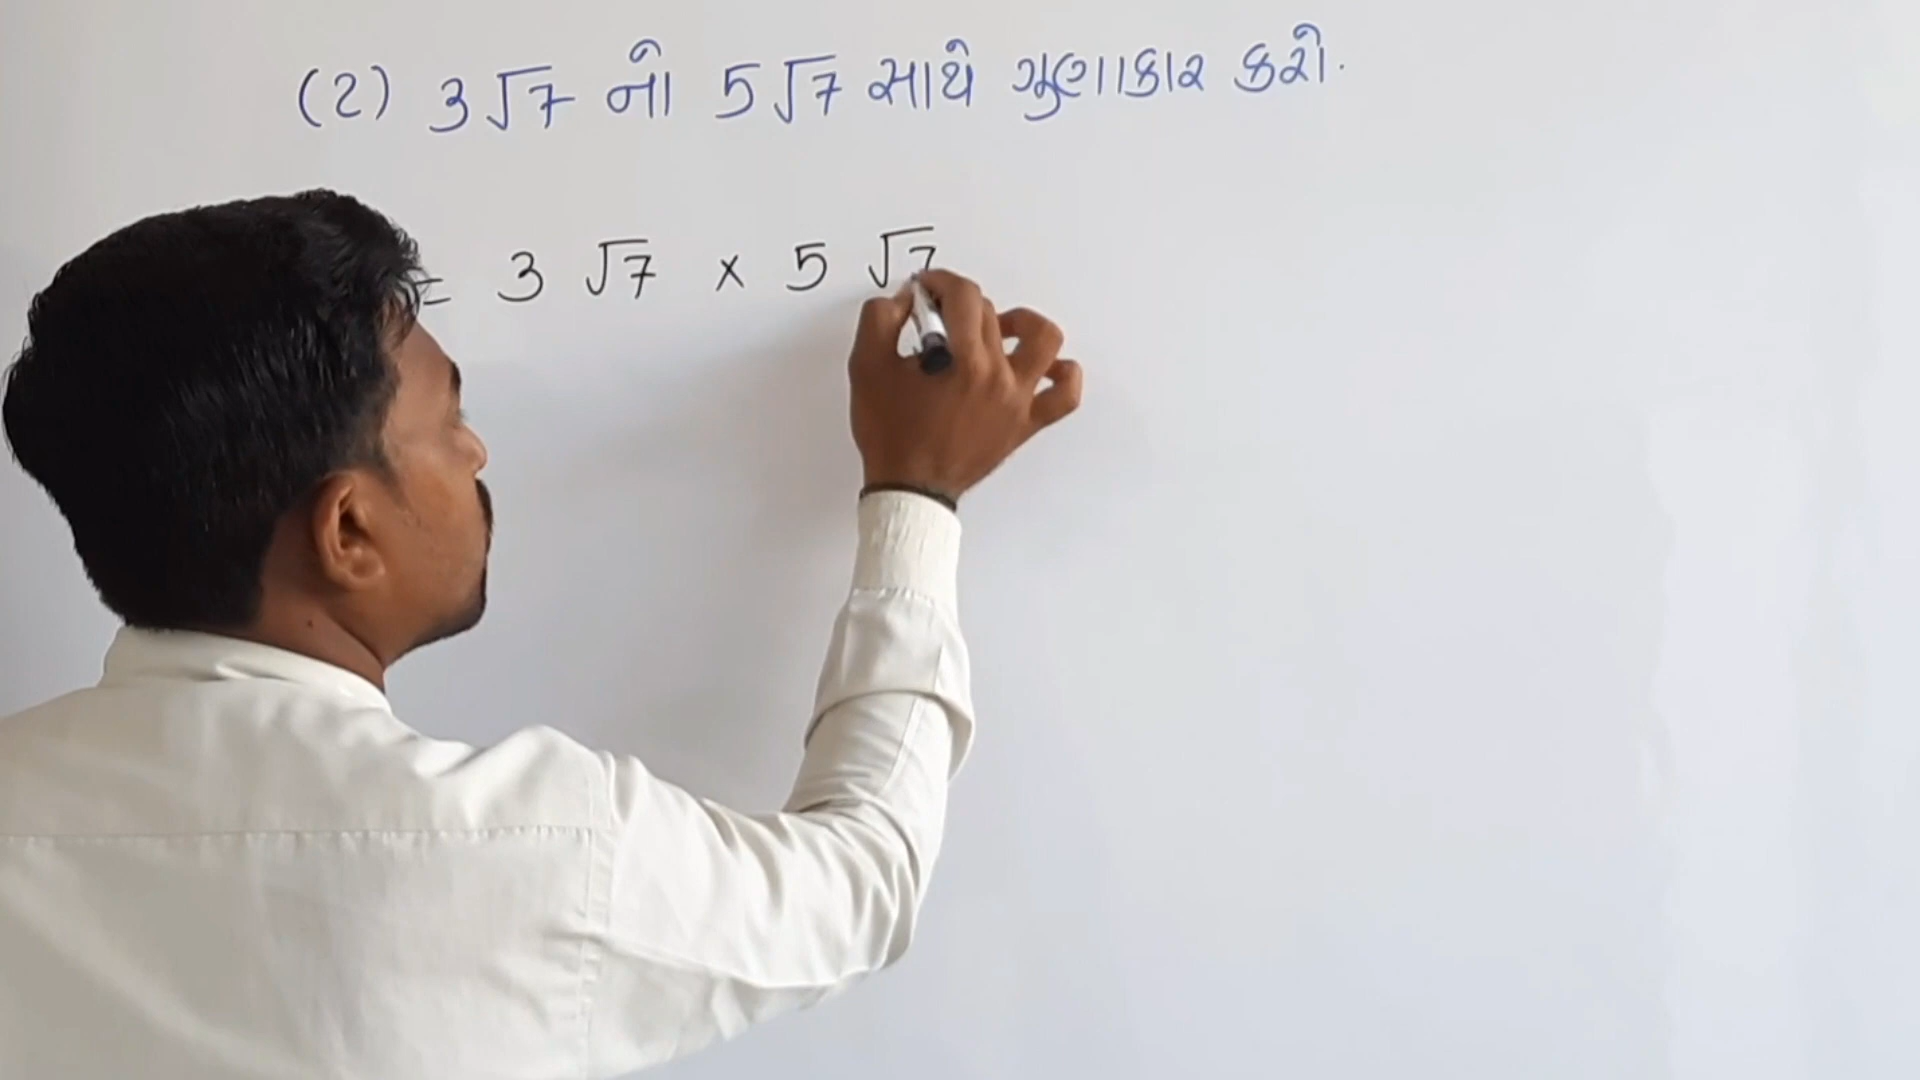 (2) 3√7 નો 5√7 સાથે ગુણાકાર કરો.
= 3 √7 × 5 √7